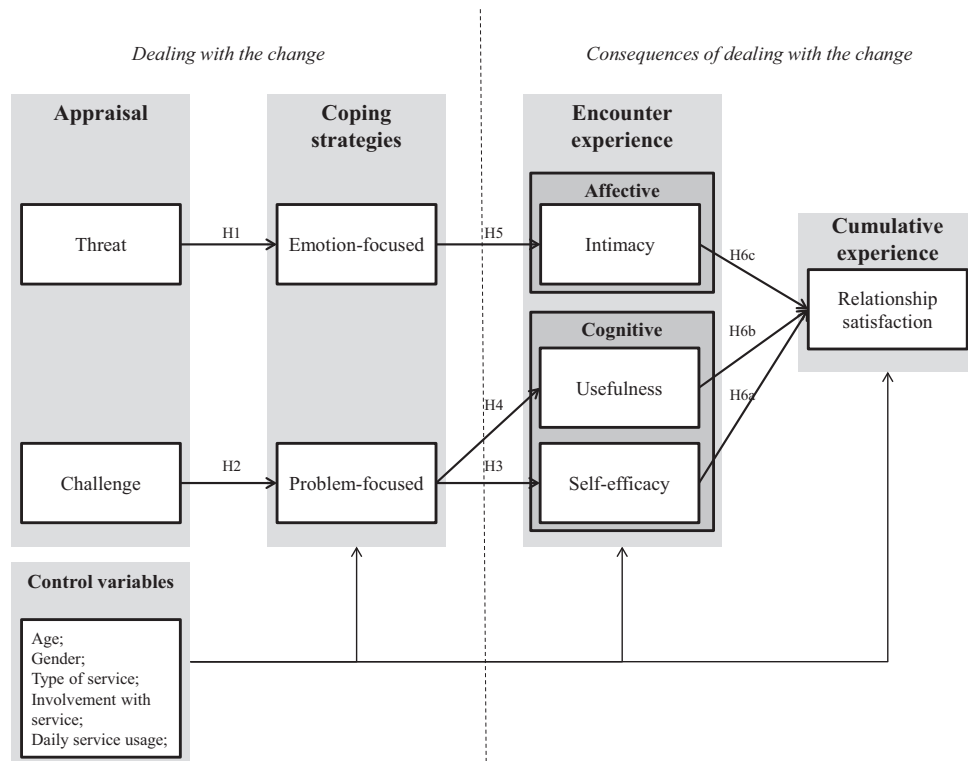 Dealing with the change
Consequences of dealing with the change
Appraisal
Coping
strategies
Encounter
experience
Affective
Threat
H1
Emotion-focused
H5
Intimacy
H6c
Cumulative
experience
Relationship
satisfaction
Cognitive
H6b
Usefulness
H4
H6a
Challenge
H2
Problem-focused
H3
Self-efficacy
Control variables
Age;
Gender;
Type of service;
Involvement with
service;
Daily service usage;